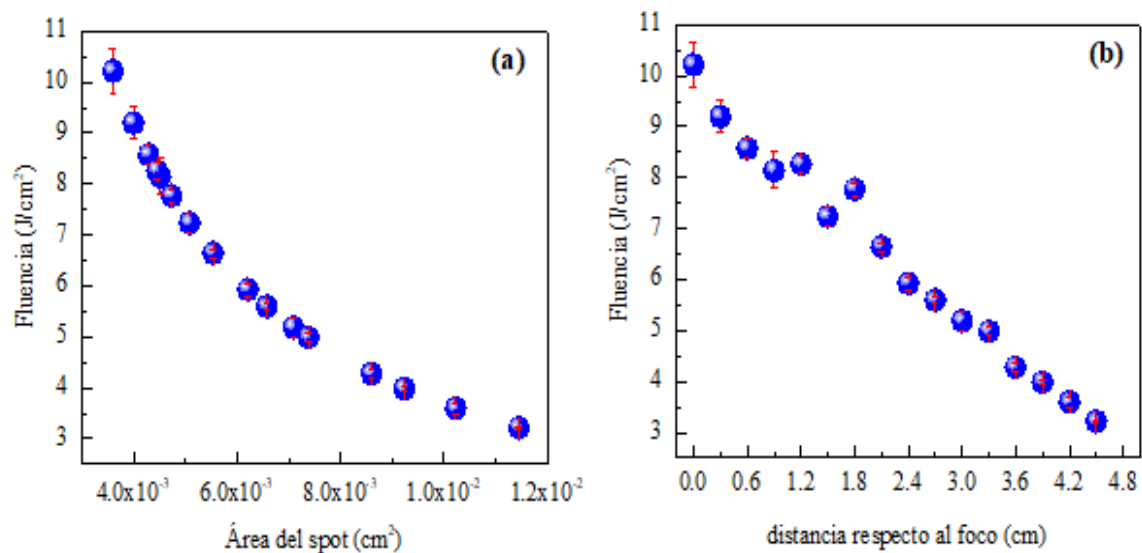 (a)
Fluencia (J/cm²)
11
10
9
8
7
6
5
4
3
4.0x10⁻³ 6.0x10⁻³ 8.0x10⁻³ 1.0x10⁻² 1.2x10⁻²
Área del spot (cm²)
(b)
Fluencia (J/cm²)
11
10
9
8
7
6
5
4
3
0.0 0.6 1.2 1.8 2.4 3.0 3.6 4.2 4.8
distancia respecto al foco (cm)